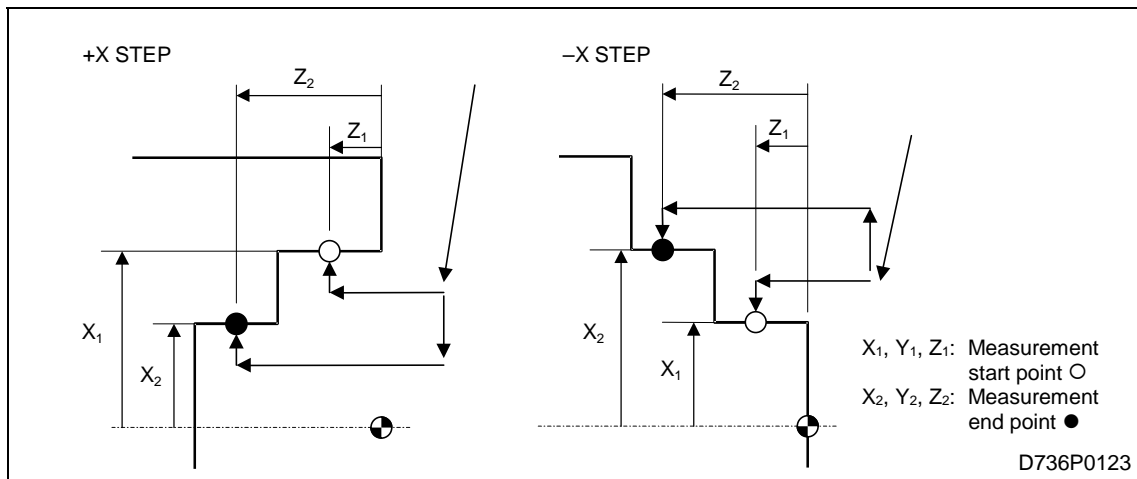 +X STEP
Z₂
Z₁
X₁
X₂
–X STEP
Z₂
Z₁
X₂
X₁
X₁, Y₁, Z₁: Measurement
start point ○
X₂, Y₂, Z₂: Measurement
end point ●
D736P0123